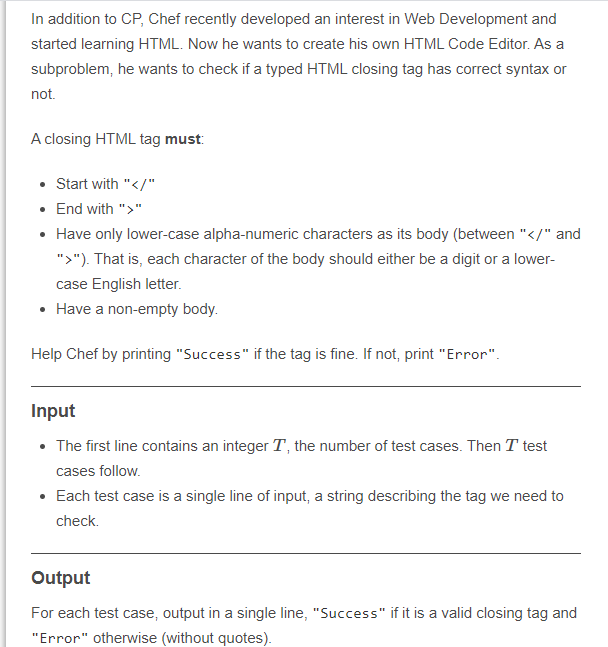 In addition to CP, Chef recently developed an interest in Web Development and
started learning HTML. Now he wants to create his own HTML Code Editor. As a
subproblem, he wants to check if a typed HTML closing tag has correct syntax or
not.
A closing HTML tag must:
• Start with "</"
• End with ">"
• Have only lower-case alpha-numeric characters as its body (between "</" and
">"). That is, each character of the body should either be a digit or a lower-
case English letter.
• Have a non-empty body.
Help Chef by printing "Success" if the tag is fine. If not, print "Error".
Input
• The first line contains an integer T, the number of test cases. Then T test
cases follow.
• Each test case is a single line of input, a string describing the tag we need to
check.
Output
For each test case, output in a single line, "Success" if it is a valid closing tag and
"Error" otherwise (without quotes).